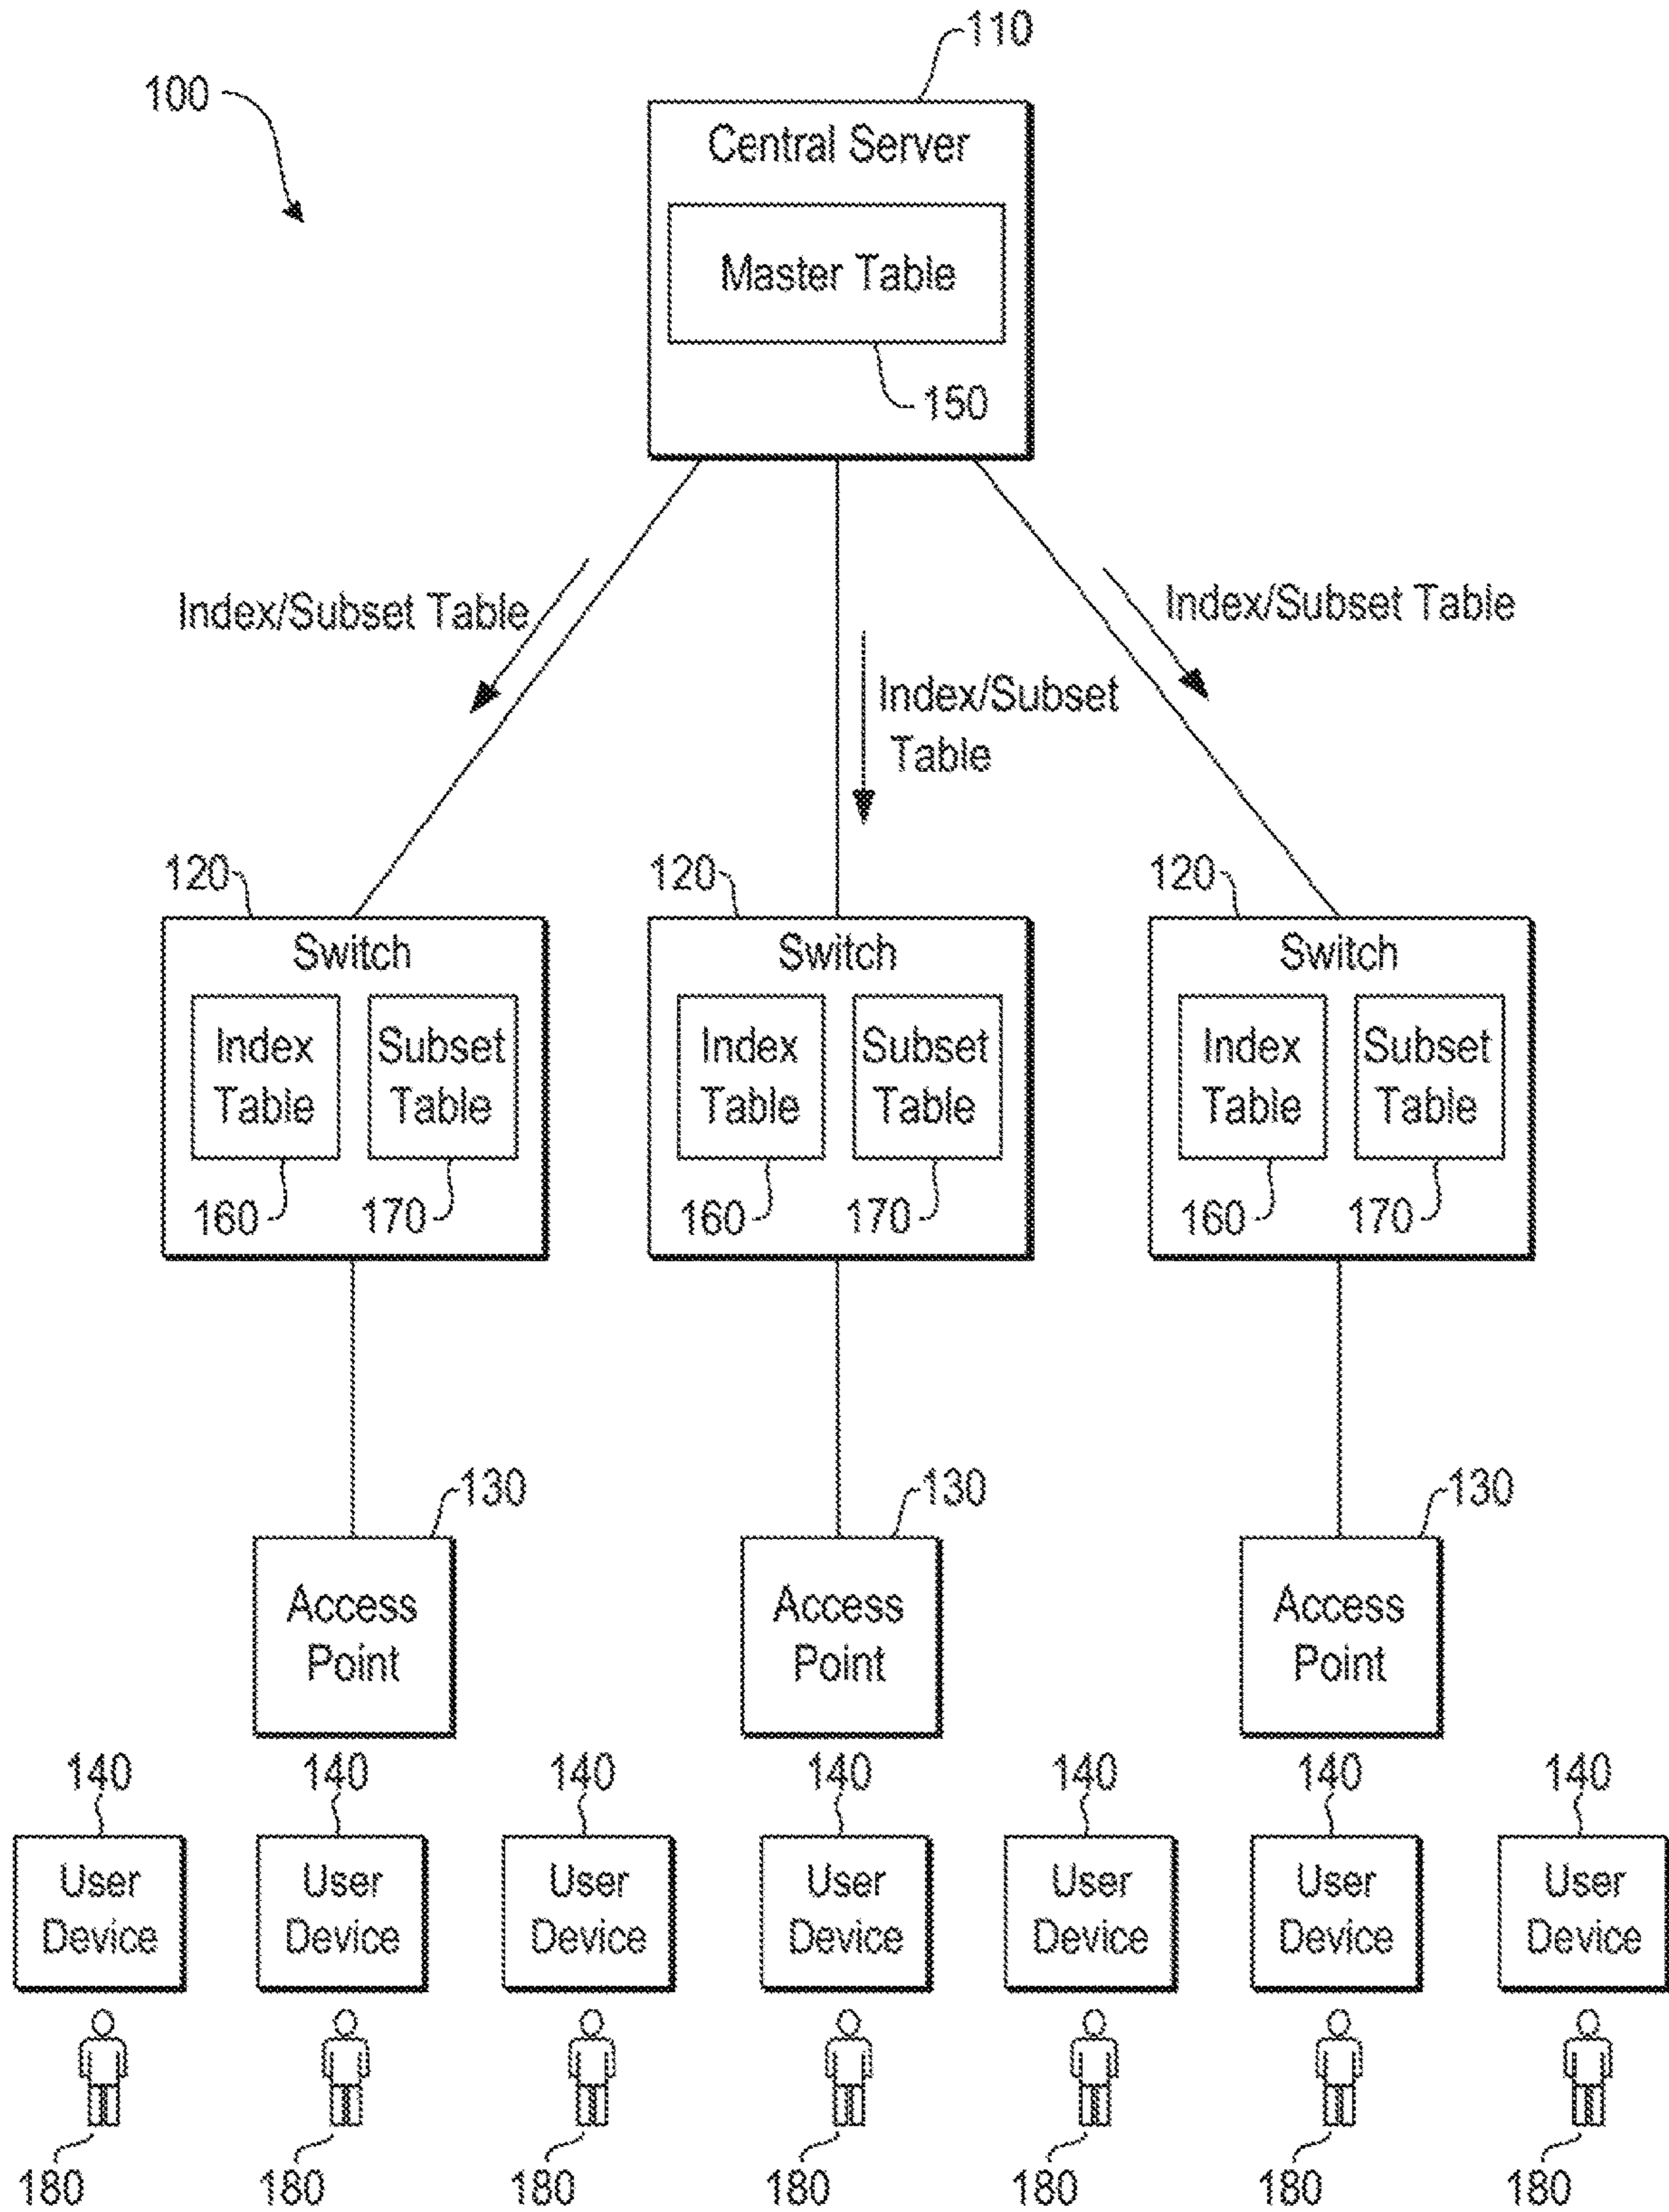 110
100
Central Server
Master Table
150
Index/Subset Table
Index/Subset Table
Index/Subset
Table
120 120 120
Switch Switch Switch
Index Subset Index Subset Index Subset
Table Table Table Table Table Table
160 170 160 170 160 170
130 130 130
Access Access Access
Point Point Point
140 140 140 140 140 140 140
User User User User User User User
Device Device Device Device Device Device Device
180 180 180 180 180 180 180